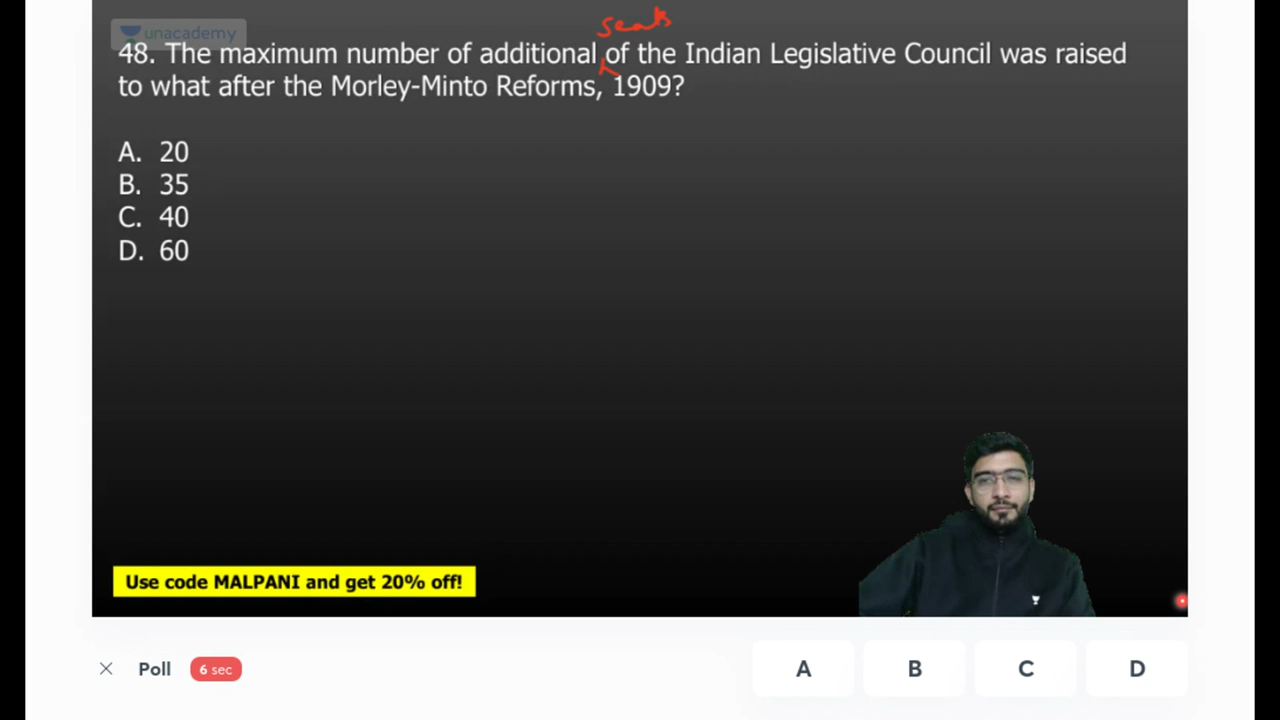 seats
unacademy
48. The maximum number of additional of the Indian Legislative Council was raised
to what after the Morley-Minto Reforms, 1909?
A. 20
B. 35
C. 40
D. 60
Use code MALPANI and get 20% off!
Poll 6 sec A B C D